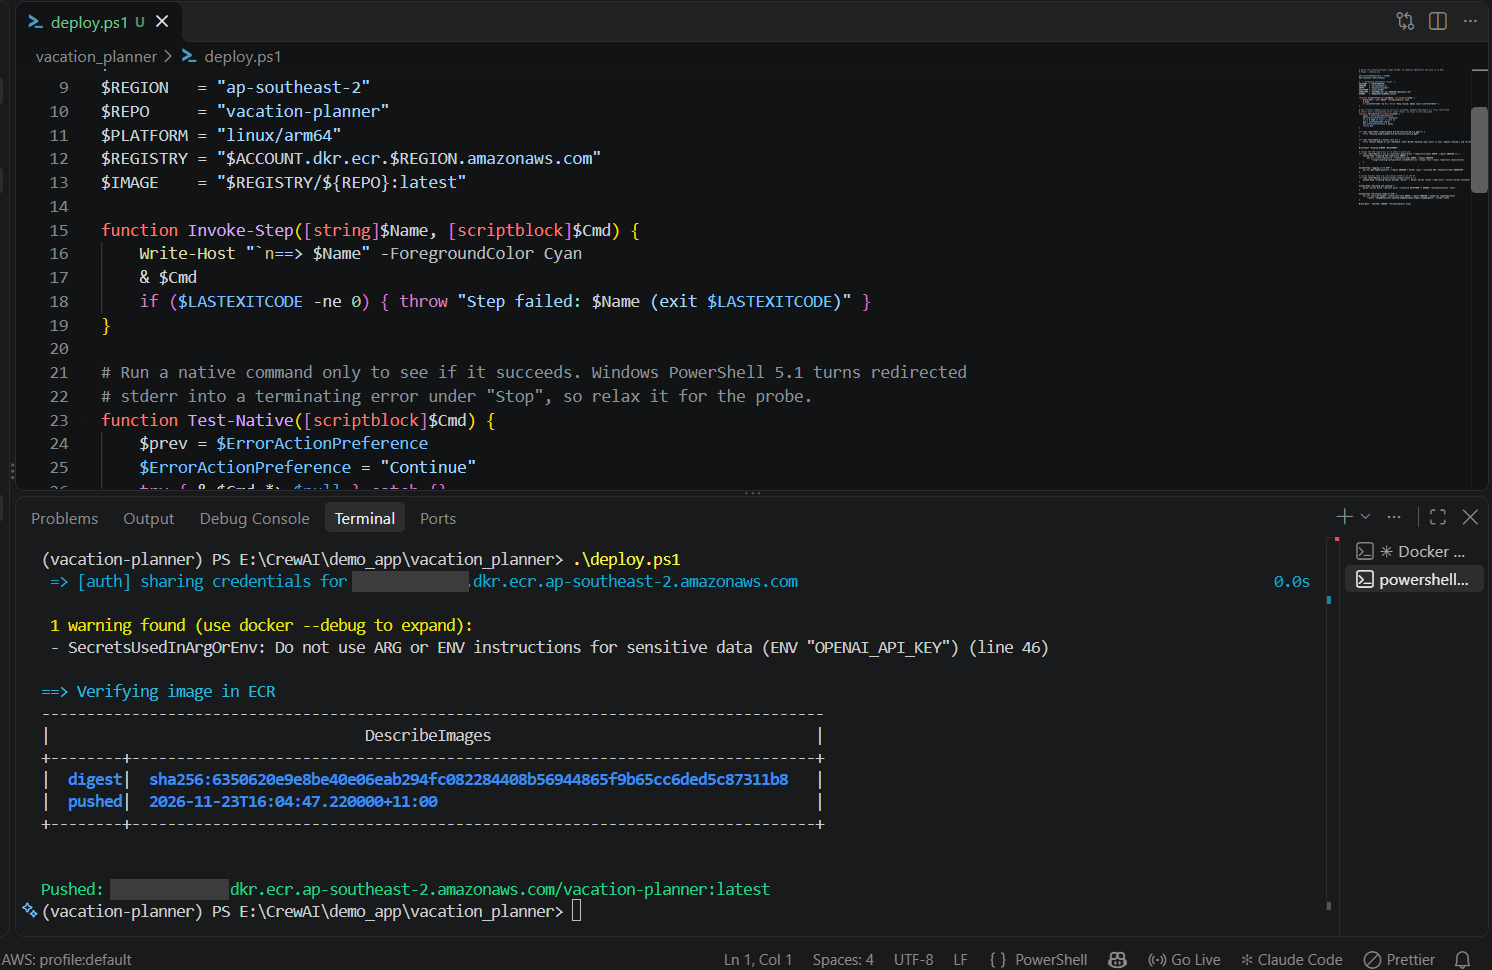 deploy.ps1 U
vacation_planner > deploy.ps1
9 $REGION = "ap-southeast-2"
10 $REPO = "vacation-planner"
11 $PLATFORM = "linux/arm64"
12 $REGISTRY = "$ACCOUNT.dkr.ecr.$REGION.amazonaws.com"
13 $IMAGE = "$REGISTRY/${REPO}:latest"
14
15 function Invoke-Step([string]$Name, [scriptblock]$Cmd) {
16 Write-Host "`n==> $Name" -ForegroundColor Cyan
17 & $Cmd
18 if ($LASTEXITCODE -ne 0) { throw "Step failed: $Name (exit $LASTEXITCODE)" }
19 }
20
21 # Run a native command only to see if it succeeds. Windows PowerShell 5.1 turns redirected
22 # stderr into a terminating error under "Stop", so relax it for the probe.
23 function Test-Native([scriptblock]$Cmd) {
24 $prev = $ErrorActionPreference
25 $ErrorActionPreference = "Continue"
26 try { & $Cmd *> $null } catch {}
Problems Output Debug Console Terminal Ports
(vacation-planner) PS E:\CrewAI\demo_app\vacation_planner> .\deploy.ps1
=> [auth] sharing credentials for .dkr.ecr.ap-southeast-2.amazonaws.com 0.0s
1 warning found (use docker --debug to expand):
- SecretsUsedInArgOrEnv: Do not use ARG or ENV instructions for sensitive data (ENV "OPENAI_API_KEY") (line 46)
==> Verifying image in ECR
-----------------------------------------------------------------------------------------
| DescribeImages |
+--------+------------------------------------------------------------------------------+
| digest| sha256:6350620e9e8be40e06eab294fc082284408b56944865f9b65cc6ded5c87311b8 |
| pushed| 2026-11-23T16:04:47.220000+11:00 |
+--------+------------------------------------------------------------------------------+
Pushed: dkr.ecr.ap-southeast-2.amazonaws.com/vacation-planner:latest
(vacation-planner) PS E:\CrewAI\demo_app\vacation_planner>
Docker ...
powershell...
AWS: profile:default Ln 1, Col 1 Spaces: 4 UTF-8 LF { } PowerShell Go Live Claude Code Prettier